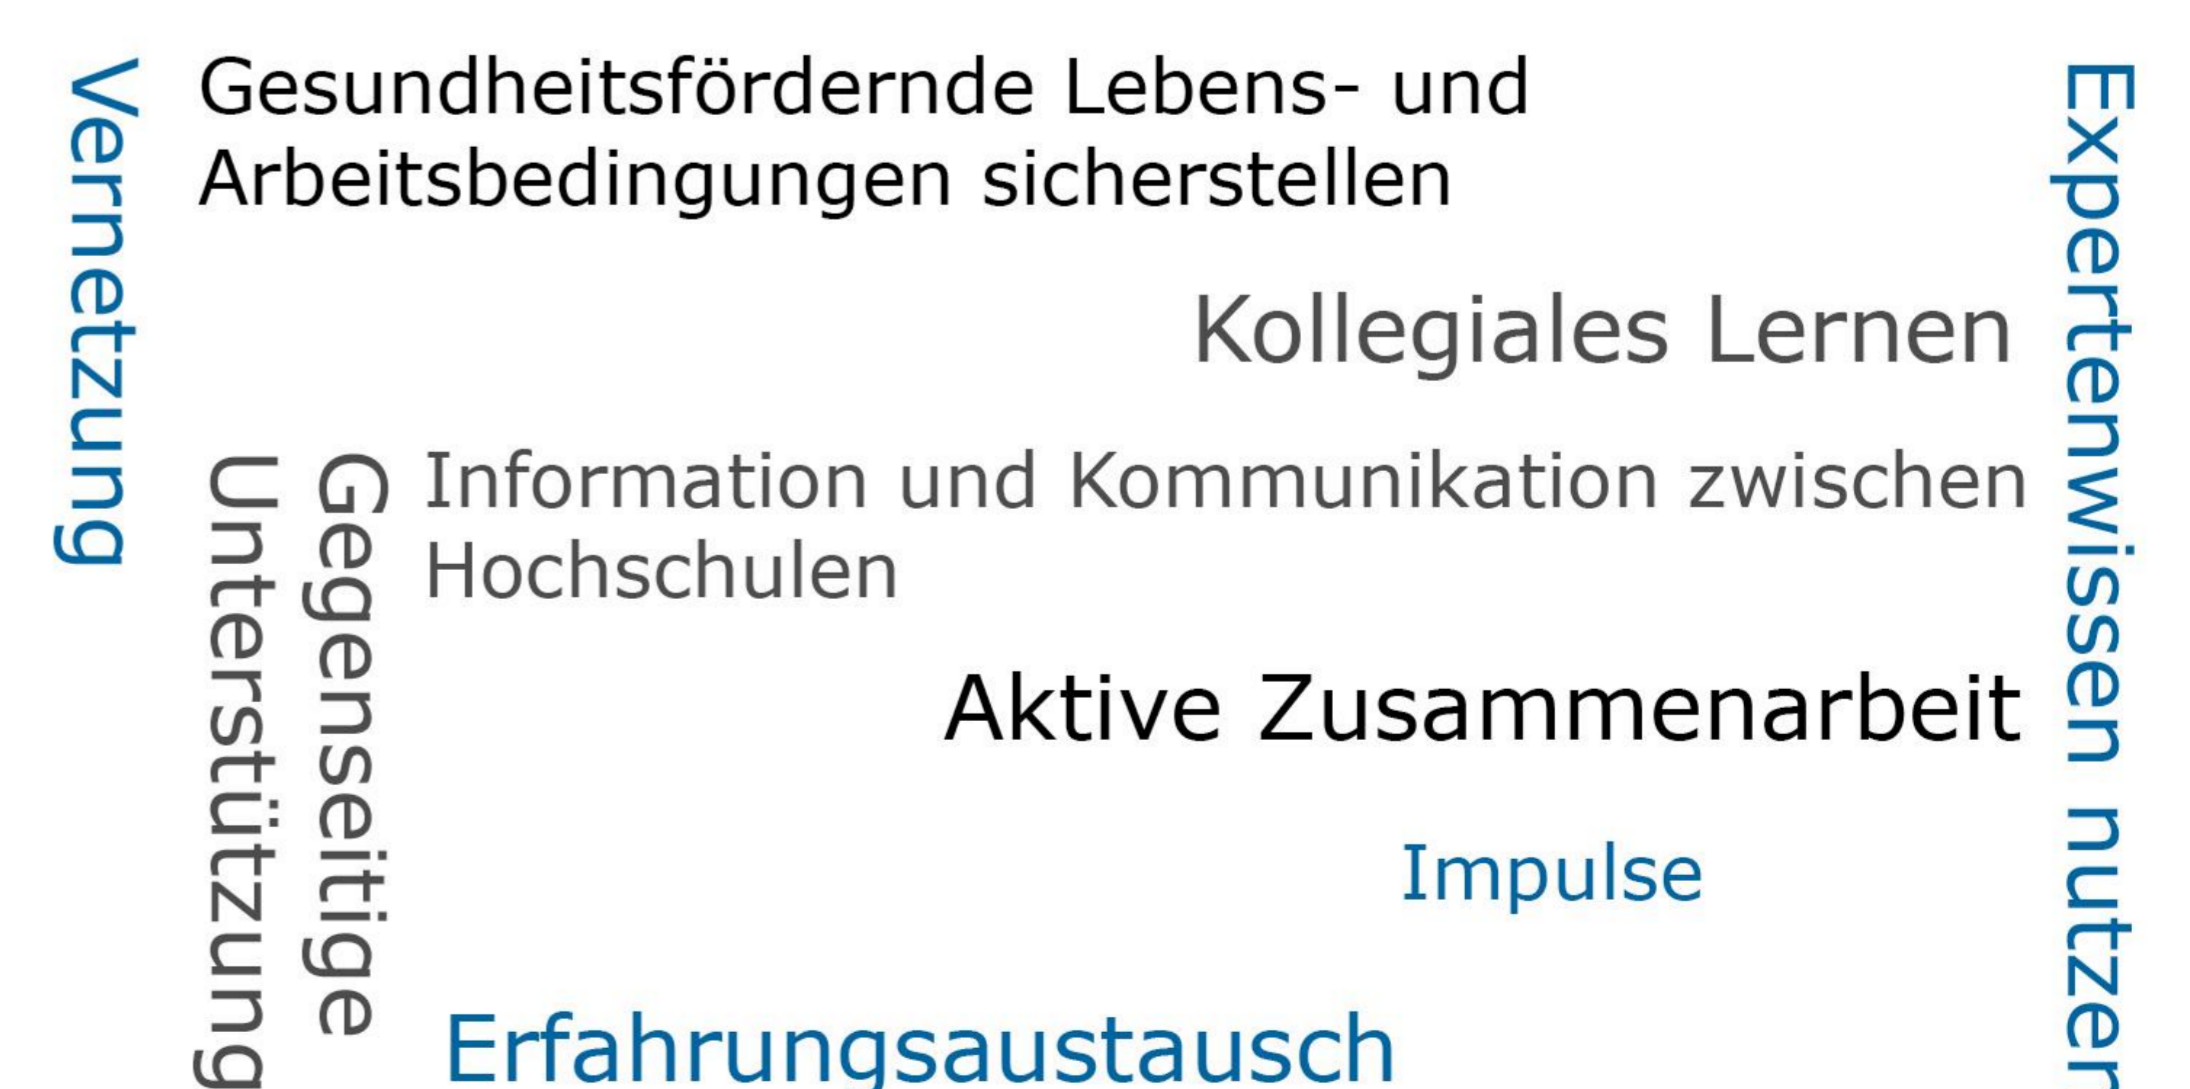 Vernetzung
Gesundheitsfördernde Lebens- und
Arbeitsbedingungen sicherstellen
Expertenwissen nutzen
Kollegiales Lernen
Gegenseitige
Unterstützung
Information und Kommunikation zwischen
Hochschulen
Aktive Zusammenarbeit
Impulse
Erfahrungsaustausch